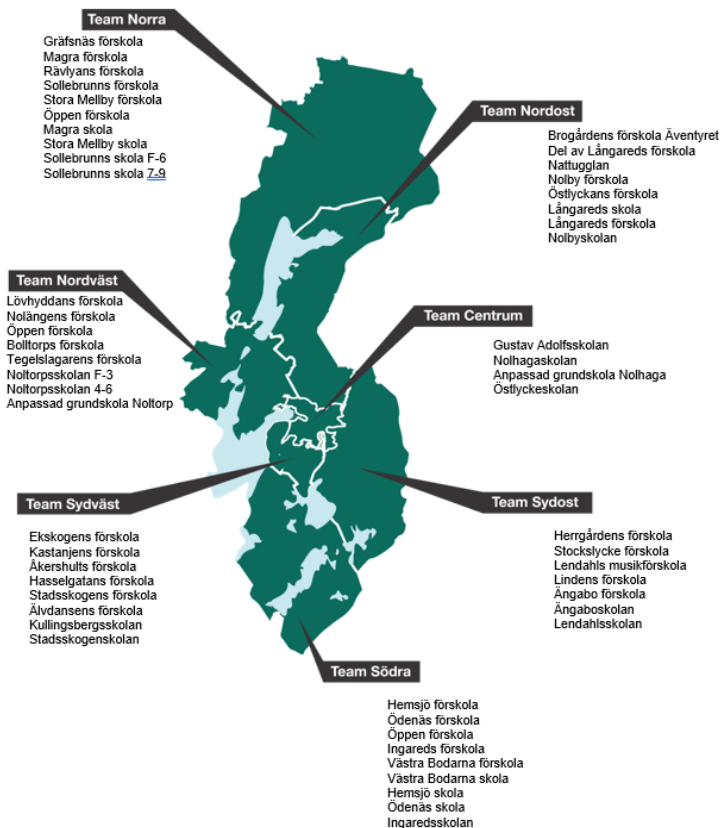 Team Norra
Gräfsnäs förskola
Magra förskola
Rävlyans förskola
Sollebrunns förskola
Stora Mellby förskola
Öppen förskola
Magra skola
Stora Mellby skola
Sollebrunns skola F-6
Sollebrunns skola 7-9
Team Nordost
Brogårdens förskola Äventyret
Del av Långareds förskola
Nattugglan
Nolby förskola
Östlyckans förskola
Långareds skola
Långareds förskola
Nolbyskolan
Team Nordväst
Lövhyddans förskola
Nolängens förskola
Öppen förskola
Bolltorps förskola
Tegelslagarens förskola
Noltorpsskolan F-3
Noltorpsskolan 4-6
Anpassad grundskola Noltorp
Team Centrum
Gustav Adolfsskolan
Nolhagaskolan
Anpassad grundskola Nolhaga
Östlyckeskolan
Team Sydväst
Ekskogens förskola
Kastanjens förskola
Åkershults förskola
Hasselgatans förskola
Stadsskogens förskola
Älvdansens förskola
Kullingsbergsskolan
Stadsskogenskolan
Team Sydost
Herrgårdens förskola
Stockslycke förskola
Lendahls musikförskola
Lindens förskola
Ängabo förskola
Ängaboskolan
Lendahlsskolan
Team Södra
Hemsjö förskola
Ödenäs förskola
Öppen förskola
Ingareds förskola
Västra Bodarna förskola
Västra Bodarna skola
Hemsjö skola
Ödenäs skola
Ingaredsskolan